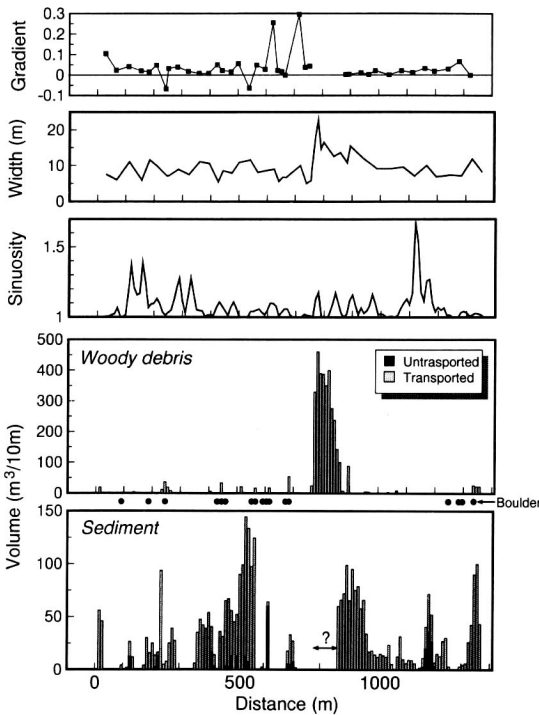 0.3
0.2
0.1
0
-0.1
Gradient
20
10
0
Width (m)
1.5
1
Sinuosity
500
400
300
200
100
0
Woody debris
Untrasported
Transported
Boulder
Volume (m³/10m)
150
100
50
0
Sediment
?
0 500 1000
Distance (m)